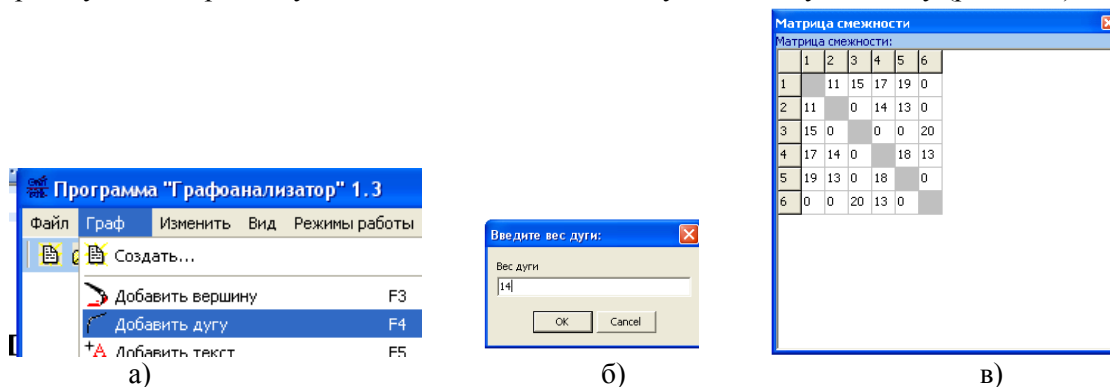 Матрица смежности
Матрица смежности:
1 2 3 4 5 6
1 11 15 17 19 0
2 11 0 14 13 0
3 15 0 0 0 20
4 17 14 0 18 13
5 19 13 0 18 0
6 0 0 20 13 0
Программа "Графоанализатор" 1.3
Файл Граф Изменить Вид Режимы работы
Создать...
Добавить вершину F3
Добавить дугу F4
Добавить текст F5
Введите вес дуги:
Вес дуги
14
OK Cancel
а) б) в)